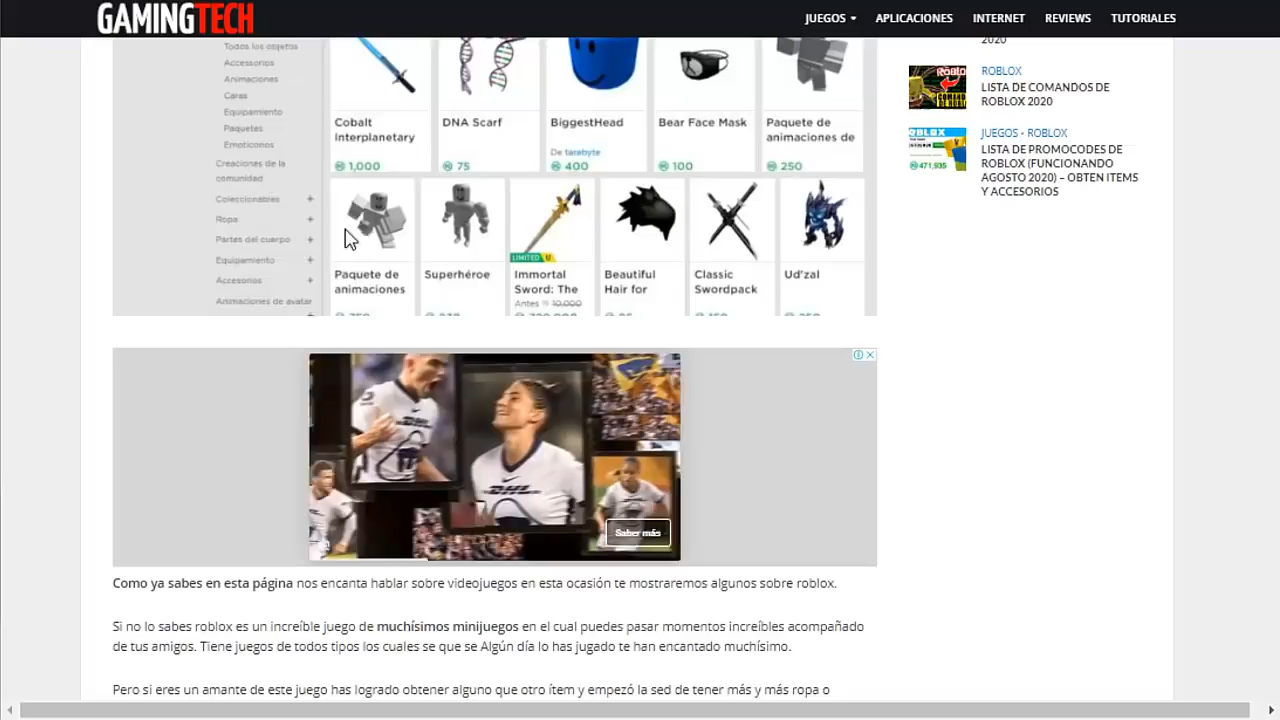 GAMINGTECH
JUEGOS
APLICACIONES
INTERNET
REVIEWS
TUTORIALES
Todos los objetos
Accessorios
Animaciones
Caras
Equipamiento
Paquetes
Emoticonos
Creaciones de la
comunidad
Coleccionables +
Ropa +
Partes del cuerpo +
Equipamiento +
Accesorios +
Animaciones de avatar
Cobalt
Interplanetary
1,000
DNA Scarf
75
BiggestHead
De tarabyte
400
Bear Face Mask
100
Paquete de
animaciones de
250
Paquete de
animaciones
Superhéroe
LIMITED U
Immortal
Sword: The
Antes 10,000
Beautiful
Hair for
Classic
Swordpack
Ud'zal
2020
ROBLOX
LISTA DE COMANDOS DE
ROBLOX 2020
JUEGOS • ROBLOX
LISTA DE PROMOCODES DE
ROBLOX (FUNCIONANDO
AGOSTO 2020) – OBTEN ITEMS
Y ACCESORIOS
471,935
DHL
DHL
Saber más
Como ya sabes en esta página nos encanta hablar sobre videojuegos en esta ocasión te mostraremos algunos sobre roblox.
Si no lo sabes roblox es un increíble juego de muchísimos minijuegos en el cual puedes pasar momentos increíbles acompañado
de tus amigos. Tiene juegos de todos tipos los cuales se que se Algún día lo has jugado te han encantado muchísimo.
Pero si eres un amante de este juego has logrado obtener alguno que otro ítem y empezó la sed de tener más y más ropa o